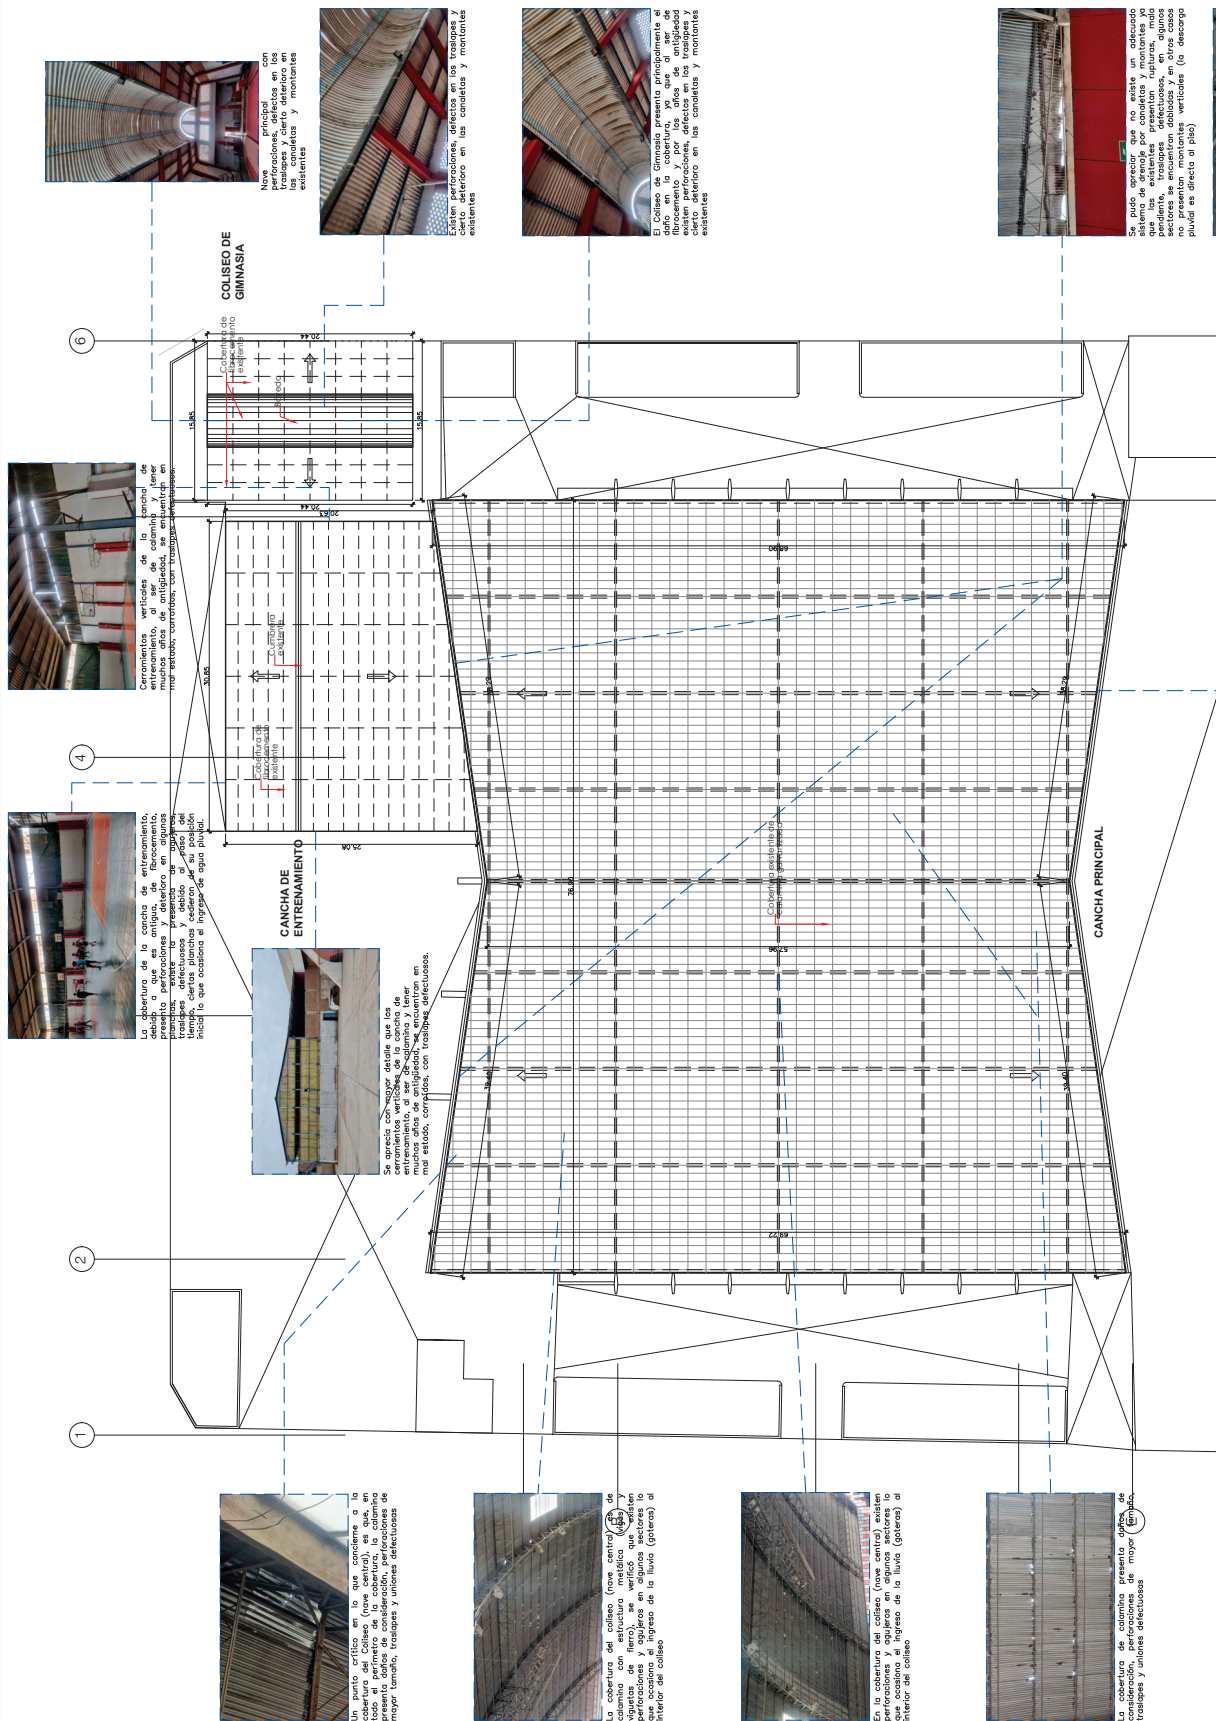 Nave principal con
perforaciones, defectos en los
traslapes y cierto deterioro en
las canaletas y montantes
existentes
Existen perforaciones, defectos en los traslapes y
cierto deterioro en las canaletas y montantes
existentes
El Coliseo de Gimnasia presenta principalmente el
daño en la cobertura, ya que al ser de
fibrocemento y por los años de antigüedad
existen perforaciones, defectos en los traslapes y
cierto deterioro en las canaletas y montantes
existentes
Se pudo apreciar que no existe un adecuado
sistema de drenaje por canaletas y montantes ya
que las existentes presentan rupturas, mala
pendiente, traslapes defectuosos, en algunos
sectores se encuentran dobladas y en otros casos
no presentan montantes verticales (la descarga
pluvial es directa al piso)
COLISEO DE
GIMNASIA
6
20.44
Cobertura de
fibrocemento
existente
Bóveda
15.85
15.85
20.44
Cerramientos verticales de la cancha de
entrenamiento, al ser de calamina y tener
muchos años de antigüedad, se encuentran en
mal estado, corroídos, con traslapes defectuosos.
20.63
30.85
Cumbrera
existente
Cobertura de
fibrocemento
existente
4
25.08
CANCHA DE
ENTRENAMIENTO
La cobertura de la cancha de entrenamiento,
debido a que es antigua, de fibrocemento,
presenta perforaciones y deterioro en algunas
planchas, existe la presencia de agujeros,
traslapes defectuosos y debido al paso del
tiempo, ciertas planchas cedieron de su posición
inicial lo que ocasiona el ingreso de agua pluvial.
Se aprecia con mayor detalle que los
cerramientos verticales de la cancha de
entrenamiento, al ser de calamina y tener
muchos años de antigüedad, se encuentran en
mal estado, corroídos, con traslapes defectuosos.
68.90
38.29
76.90
Cobertura existente de
57.96
CANCHA PRINCIPAL
39.40
69.22
2
1
Un punto crítico en lo que concierne a la
cobertura del Coliseo (nave central), es que, en
todo el perímetro de la cobertura, la calamina
presenta daños de consideración, perforaciones de
mayor tamaño, traslapes y uniones defectuosas
La cobertura del coliseo (nave central) es de
calamina con estructura metálica (vigas y
viguetas de fierro), se verificó que existen
perforaciones y agujeros en algunos sectores lo
que ocasiona el ingreso de la lluvia (goteras) al
interior del coliseo
En la cobertura del coliseo (nave central) existen
perforaciones y agujeros en algunos sectores lo
que ocasiona el ingreso de la lluvia (goteras) al
interior del coliseo
La cobertura de calamina presenta daños de
consideración, perforaciones de mayor tamaño,
traslapes y uniones defectuosas